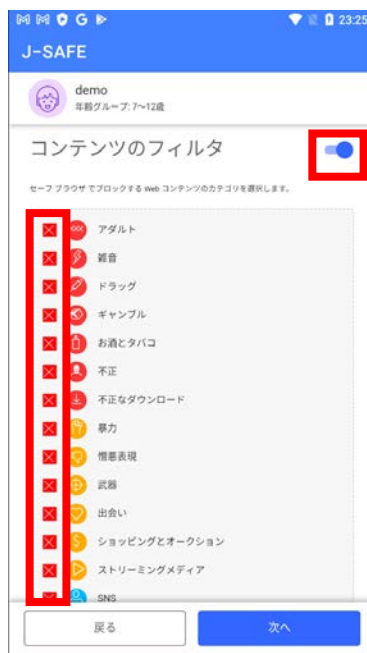 23:25
J-SAFE
demo
年齢グループ: 7〜12歳
コンテンツのフィルタ
セーフ ブラウザ でブロックする Web コンテンツのカテゴリを選択します。
アダルト
雑音
ドラッグ
ギャンブル
お酒とタバコ
不正
不正なダウンロード
暴力
憎悪表現
武器
出会い
ショッピングとオークション
ストリーミングメディア
SNS
戻る
次へ